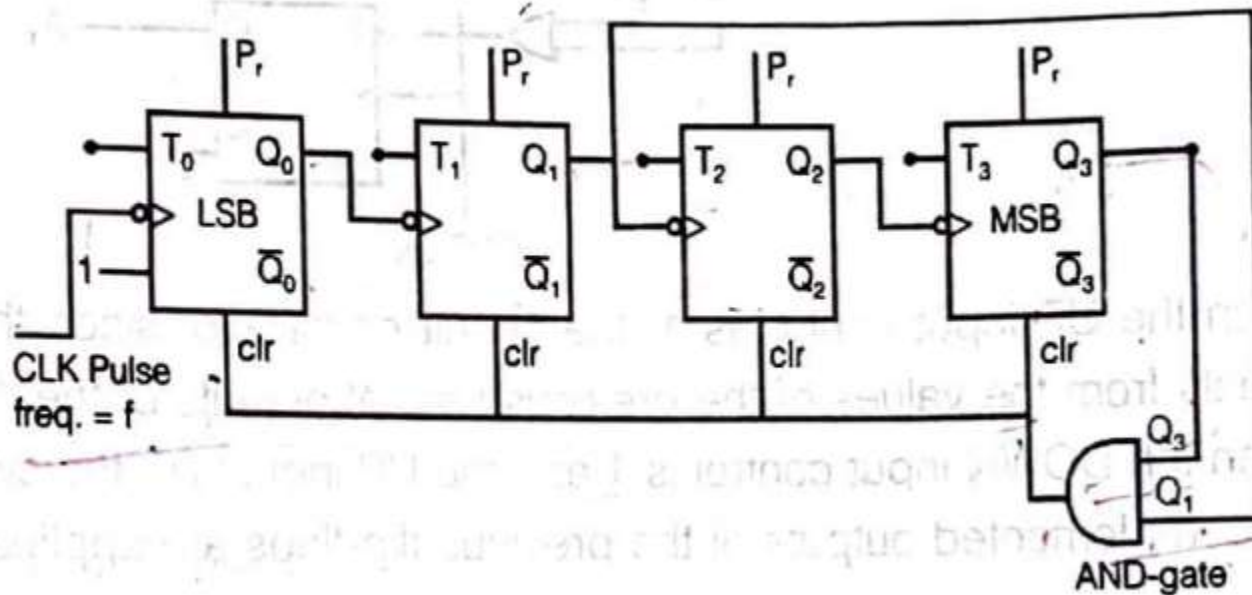 Pr Pr Pr Pr
T0 Q0 T1 Q1 T2 Q2 T3 Q3
LSB MSB
1 Q̅0 Q̅1 Q̅2 Q̅3
clr clr clr clr
CLK Pulse
freq. = f
Q3
Q1
AND-gate